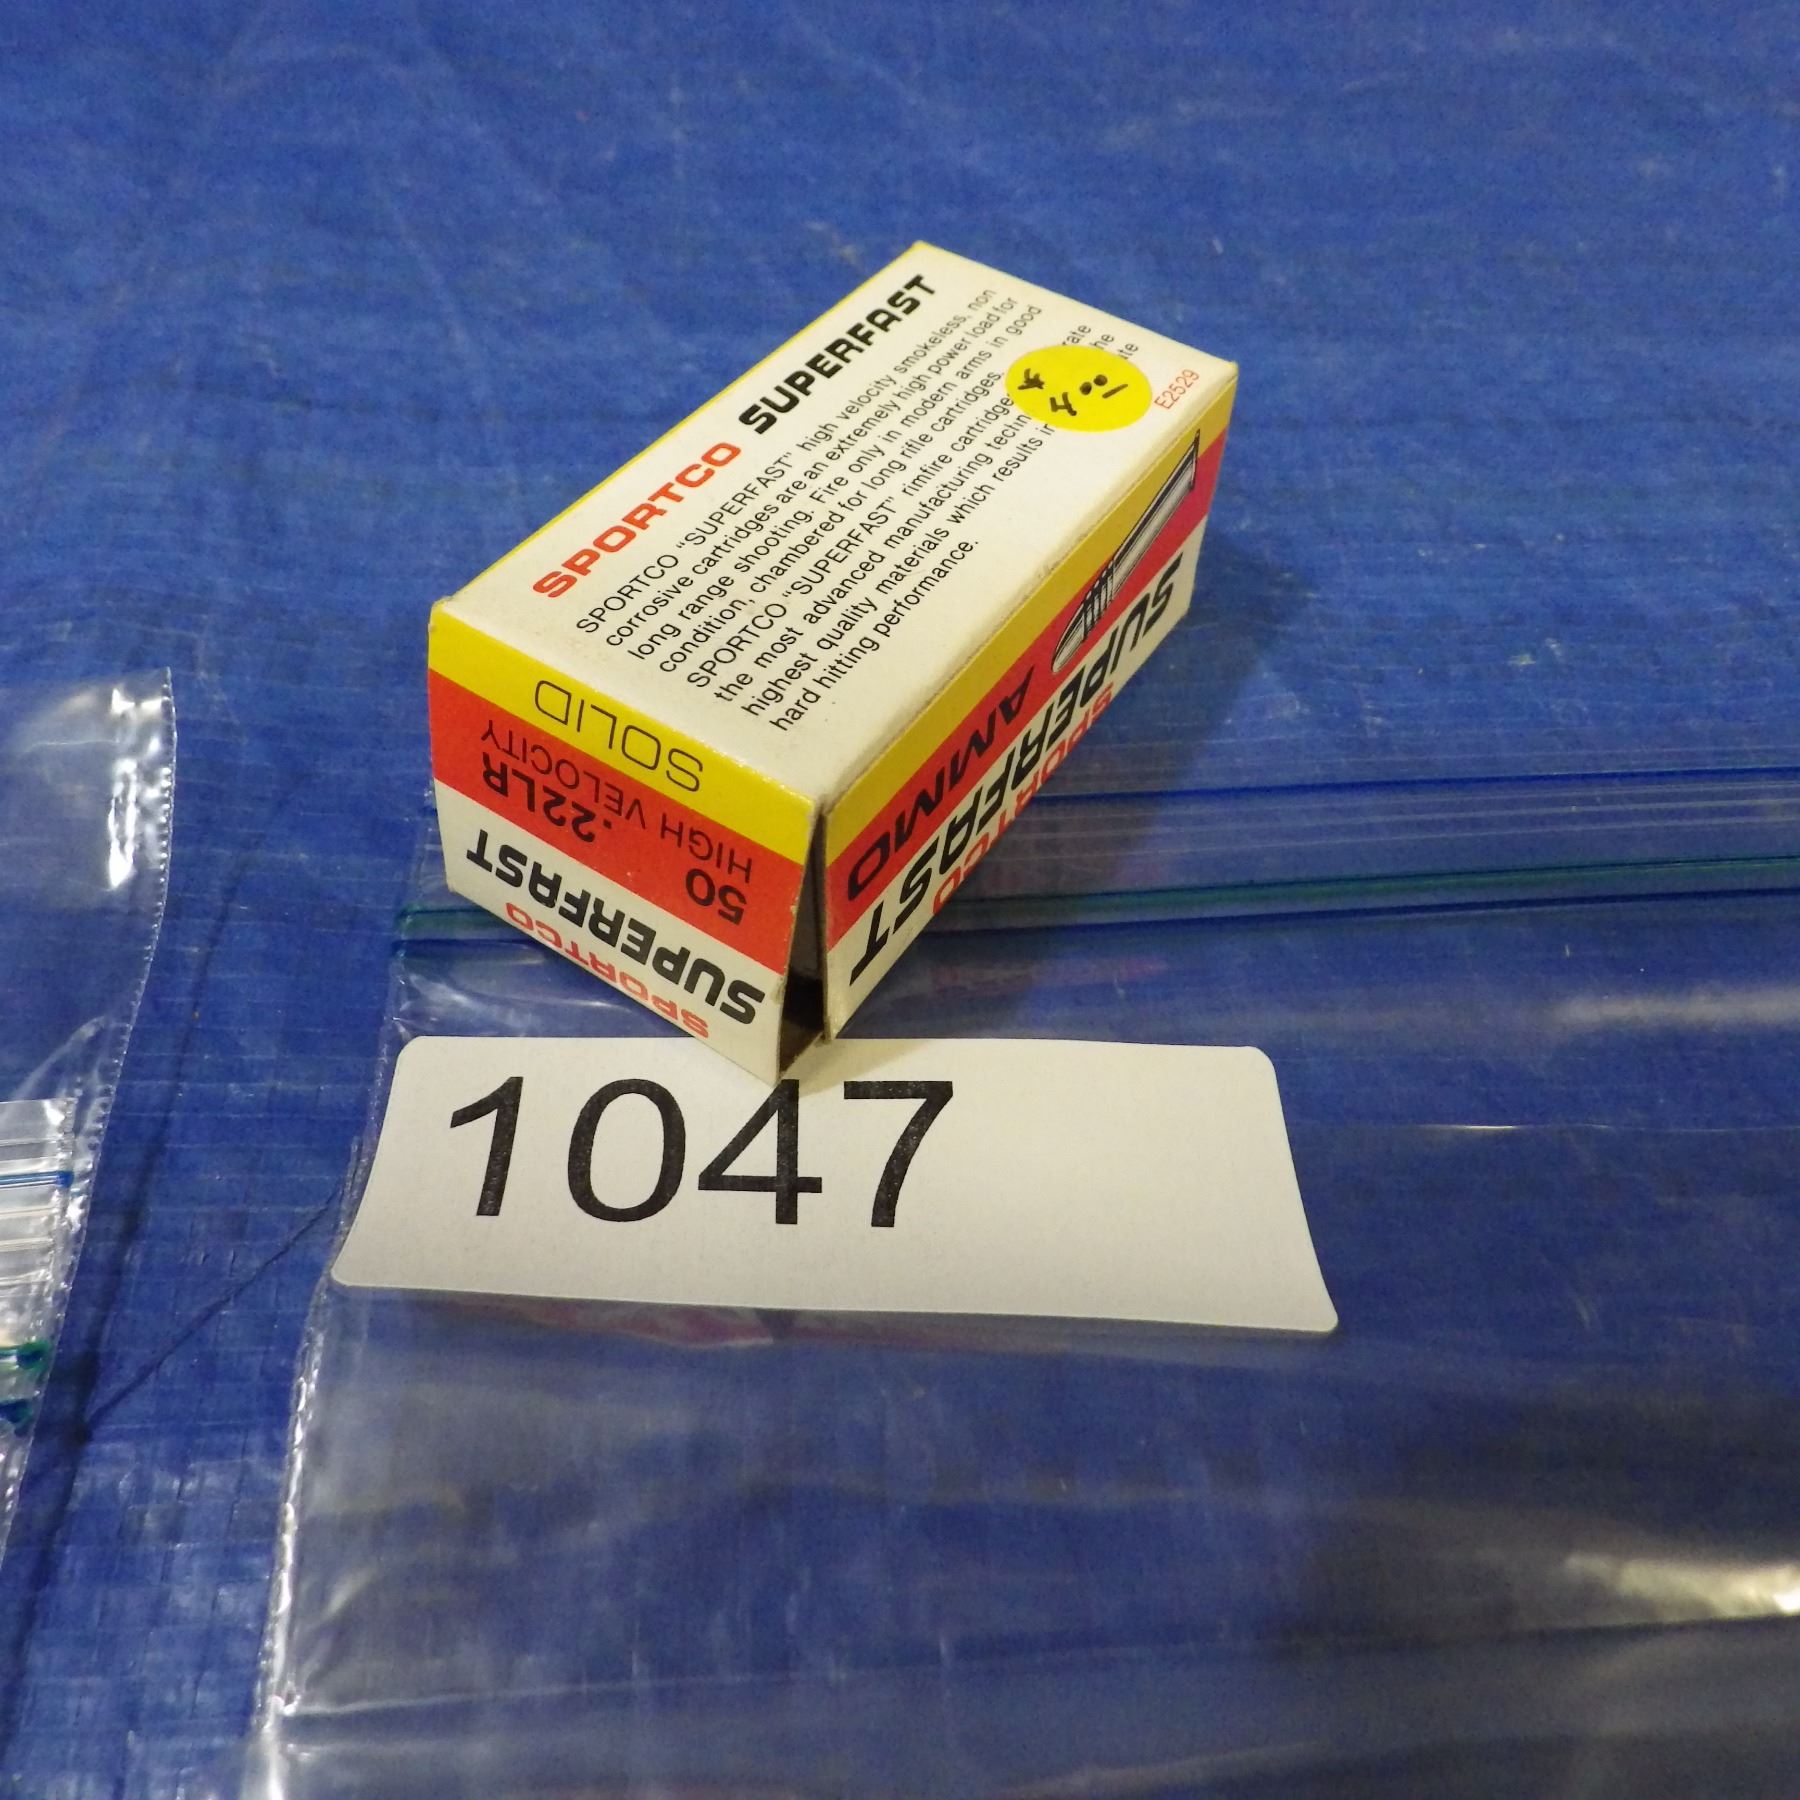 SPORTCO SUPERFAST
SPORTCO "SUPERFAST" high velocity smokeless, non
corrosive cartridges are an extremely high power load for
long range shooting. Fire only in modern arms in good
condition, chambered for long rifle cartridges.
SPORTCO "SUPERFAST" rimfire
the most advanced manufacturing
highest quality materials which results
hard hitting performance.
E2529
$4.00
SOLID
50 .22LR
HIGH VELOCITY
SPORTCO
SUPERFAST
AMMO
SPORTCO
SUPERFAST
1047